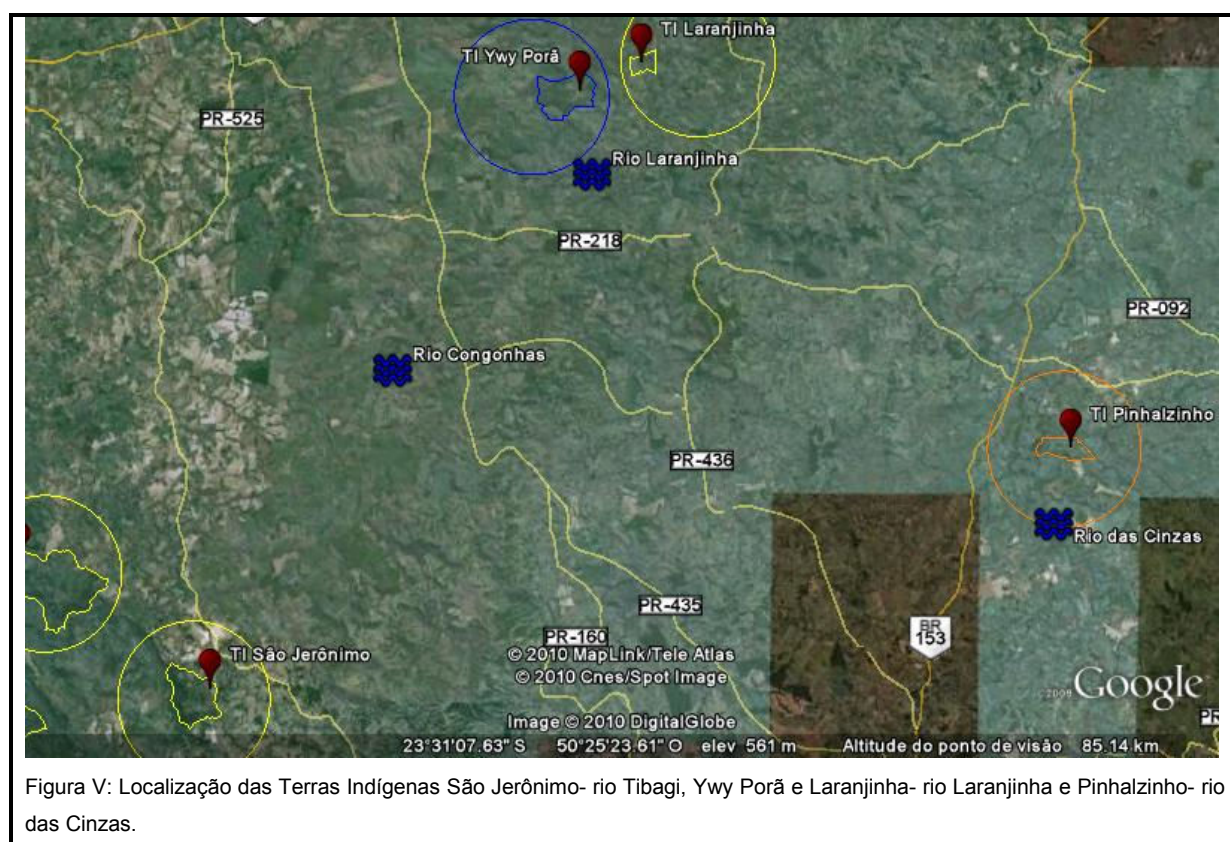 TI Laranjinha
TI Ywy Porã
PR-525
Rio Laranjinha
PR-218
PR-092
Rio Congonhas
TI Pinhalzinho
PR-436
Rio das Cinzas
PR-435
BR
153
PR-160
TI São Jerônimo
© 2010 MapLink/Tele Atlas
© 2010 Cnes/Spot Image
©2009 Google
PR
Image © 2010 DigitalGlobe
23°31'07.63" S 50°25'23.61" O elev 561 m Altitude do ponto de visão 85.14 km
Figura V: Localização das Terras Indígenas São Jerônimo- rio Tibagi, Ywy Porã e Laranjinha- rio Laranjinha e Pinhalzinho- rio
das Cinzas.